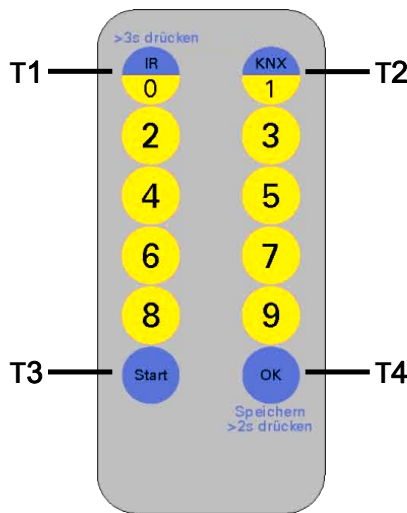 >3s drücken
IR KNX
T1 T2
0 1
2 3
4 5
6 7
8 9
T3 Start OK T4
Speichern
>2s drücken